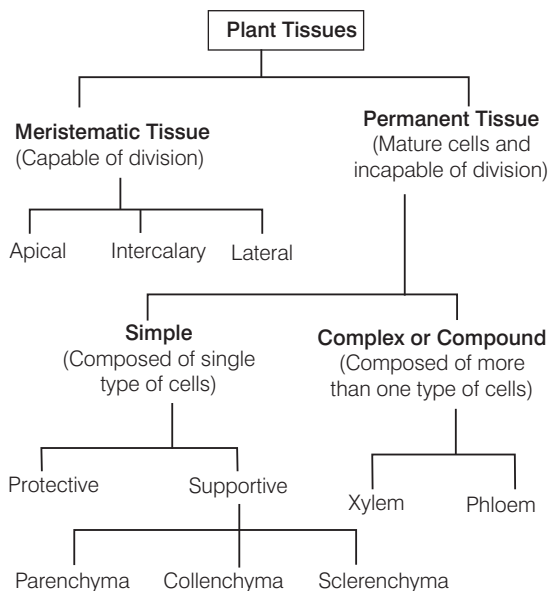 Plant Tissues
Meristematic Tissue
(Capable of division)
Permanent Tissue
(Mature cells and
incapable of division)
Apical
Intercalary
Lateral
Simple
(Composed of single
type of cells)
Complex or Compound
(Composed of more
than one type of cells)
Protective
Supportive
Xylem
Phloem
Parenchyma
Collenchyma
Sclerenchyma